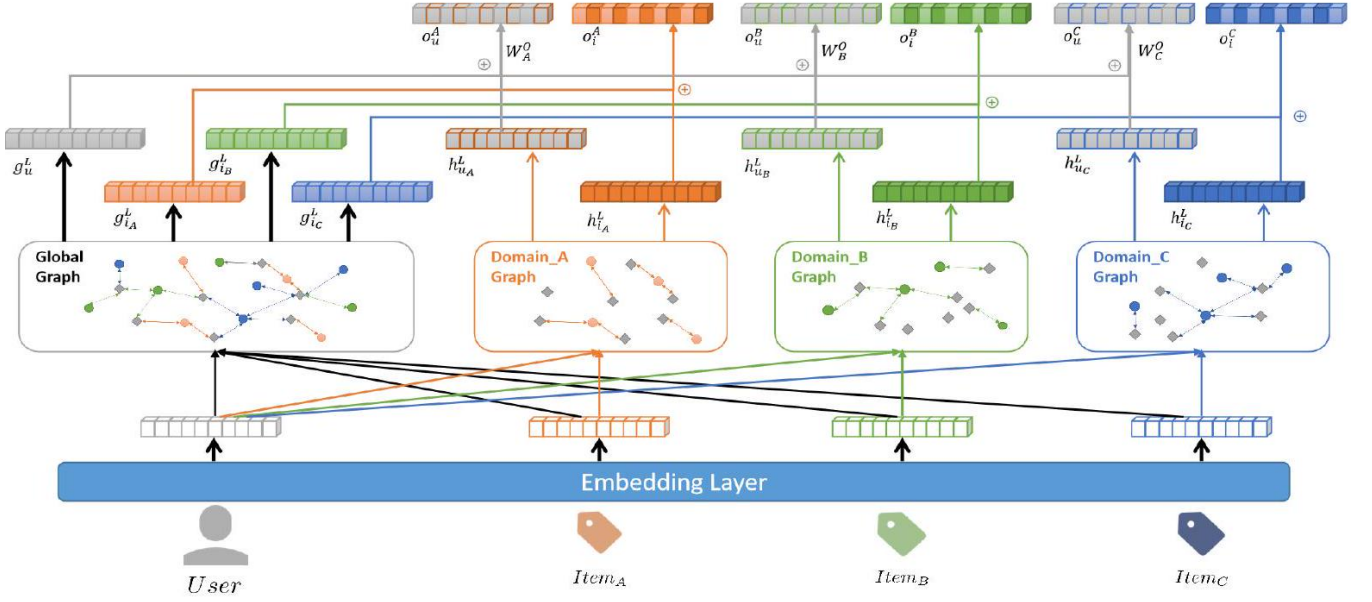 o_u^A W_A^O o_i^A o_u^B W_B^O o_i^B o_u^C W_C^O o_i^C
g_u^L g_{i_B}^L h_{u_A}^L h_{u_B}^L h_{u_C}^L
g_{i_A}^L g_{i_C}^L h_{i_A}^L h_{i_B}^L h_{i_C}^L
Global
Graph
Domain_A
Graph
Domain_B
Graph
Domain_C
Graph
Embedding Layer
User Item_A Item_B Item_C